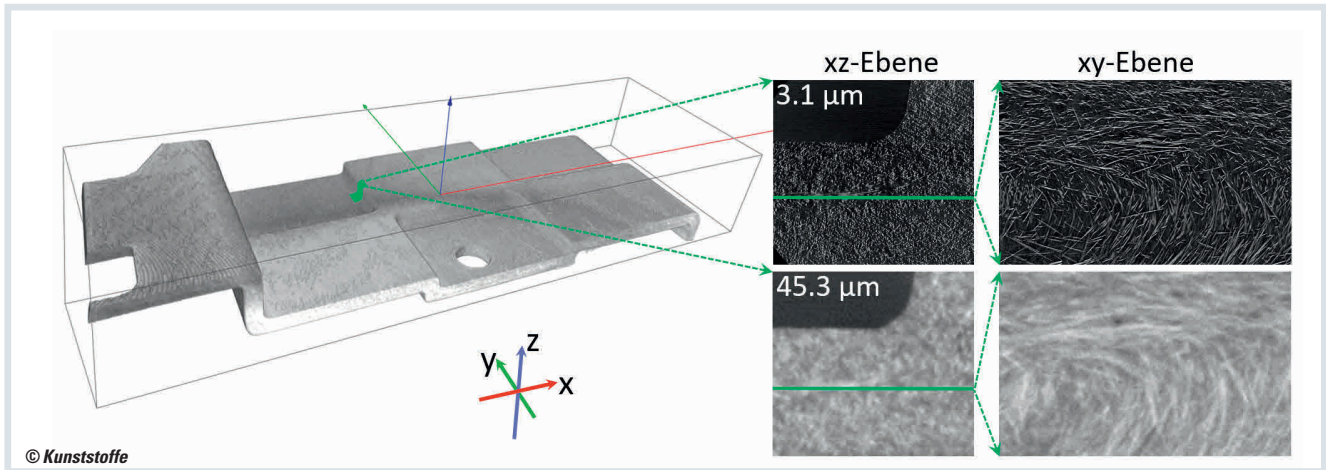 xz-Ebene
xy-Ebene
3.1 µm
45.3 µm
z
y
x
© Kunststoffe